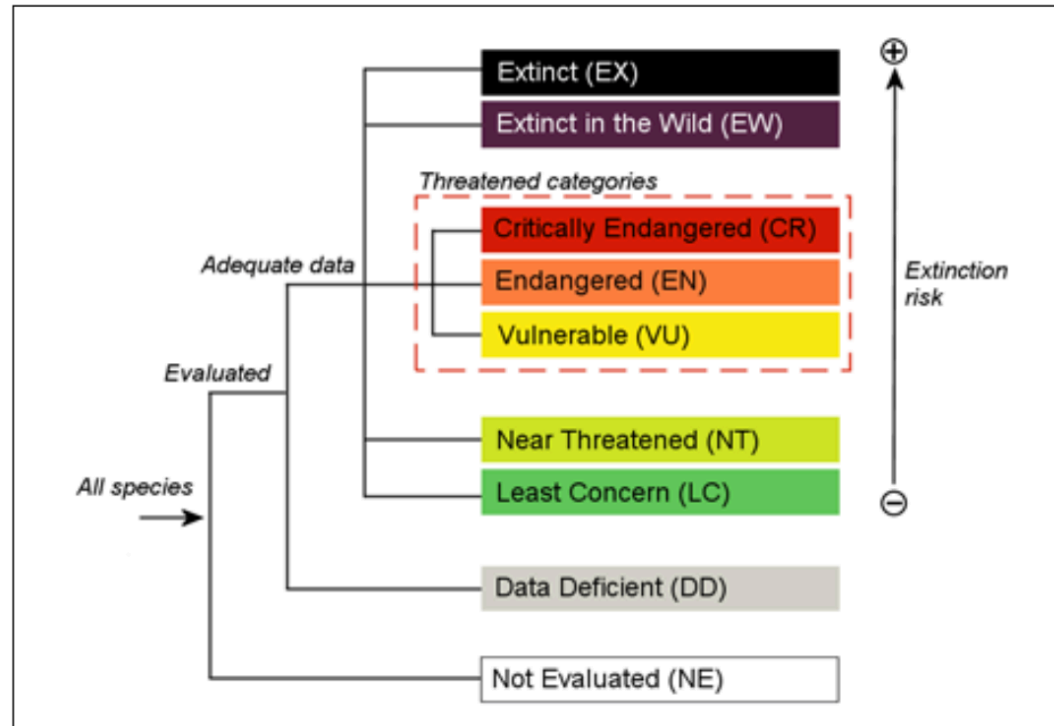 Extinct (EX)
Extinct in the Wild (EW)
Threatened categories
Critically Endangered (CR)
Adequate data
Endangered (EN)
Extinction
risk
Vulnerable (VU)
Evaluated
Near Threatened (NT)
All species
Least Concern (LC)
Data Deficient (DD)
Not Evaluated (NE)